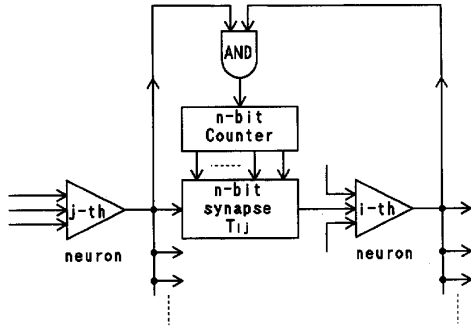 AND
n-bit
Counter
n-bit
synapse
Tij
j-th
i-th
neuron
neuron